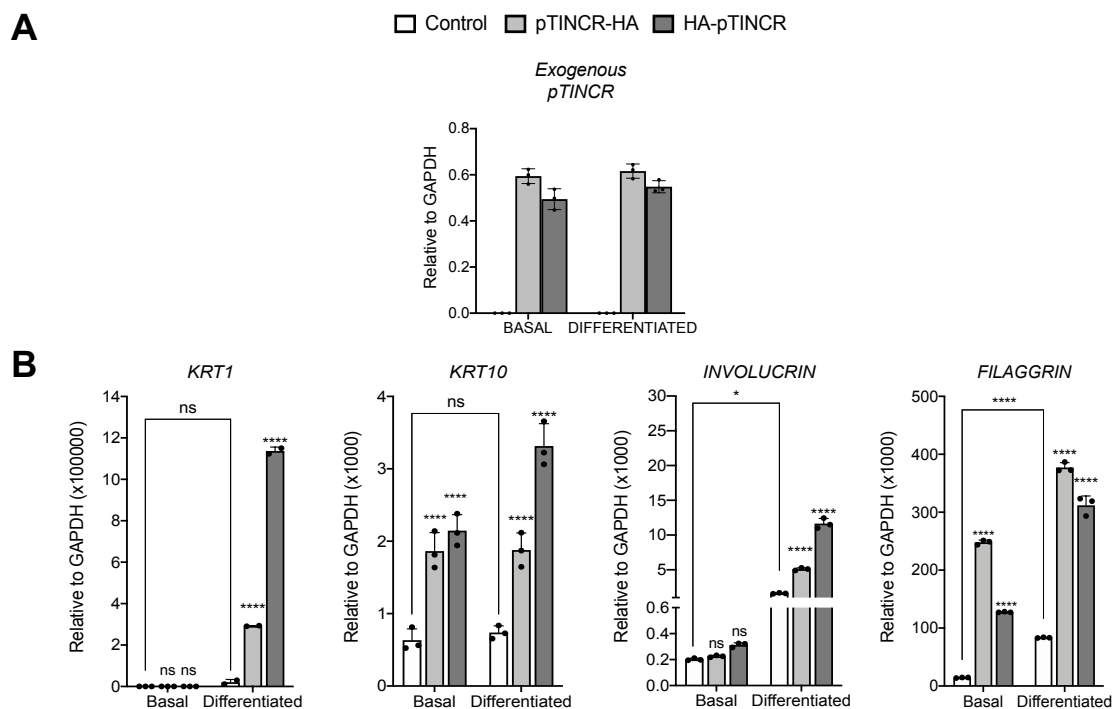 A
Control pTINCR-HA HA-pTINCR
Exogenous
pTINCR
Relative to GAPDH
0.8
0.6
0.4
0.2
0.0
BASAL DIFFERENTIATED
B
KRT1
Relative to GAPDH (x100000)
14
12
10
8
6
4
2
0
ns
ns ns
****
****
Basal Differentiated
KRT10
Relative to GAPDH (x1000)
4
3
2
1
0
ns
**** ****
****
****
Basal Differentiated
INVOLUCRIN
Relative to GAPDH (x1000)
30
25
20
15
10
5
0.6
0.4
0.2
0.0
*
ns ns
****
****
Basal Differentiated
FILAGGRIN
Relative to GAPDH (x1000)
500
400
300
200
100
0
****
****
****
****
****
Basal Differentiated